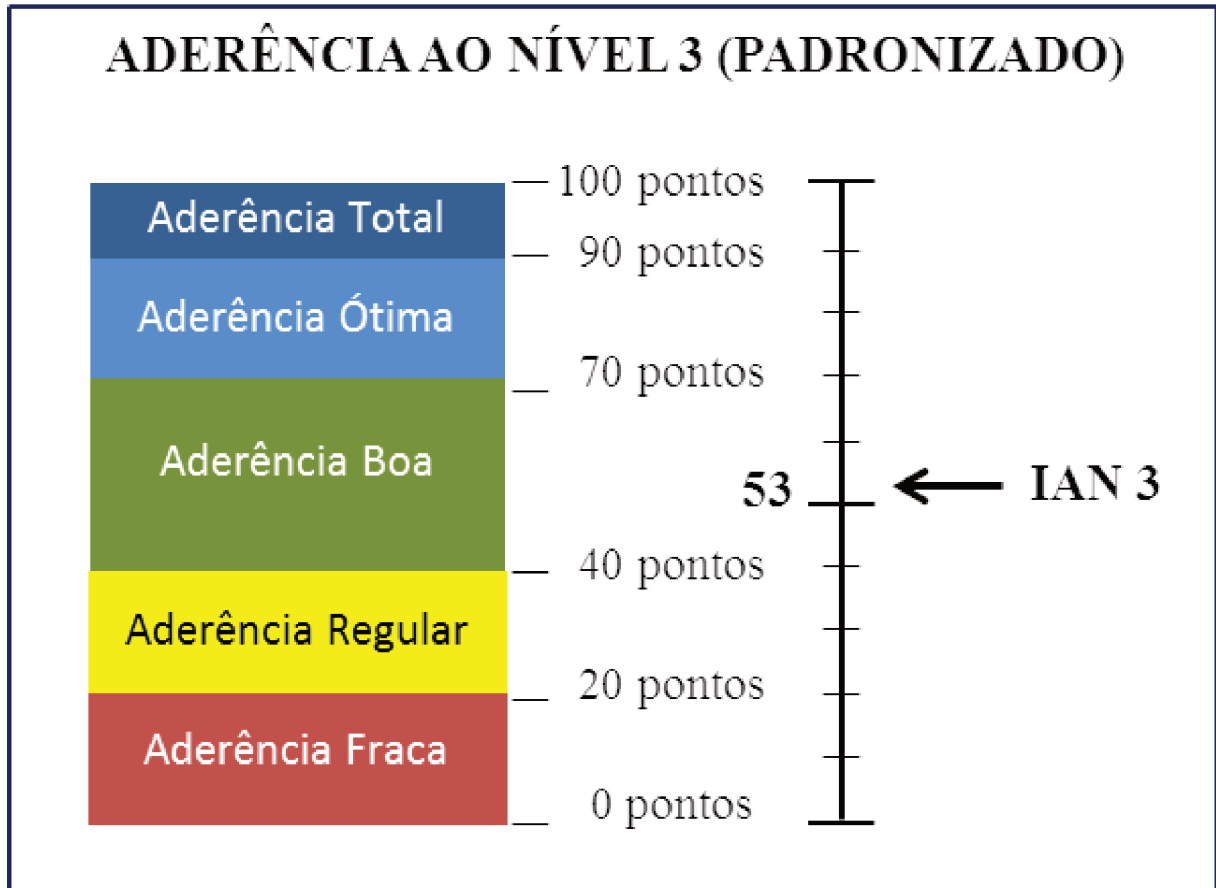 ADERÊNCIA AO NÍVEL 3 (PADRONIZADO)
100 pontos
Aderência Total
90 pontos
Aderência Ótima
70 pontos
Aderência Boa
53
IAN 3
40 pontos
Aderência Regular
20 pontos
Aderência Fraca
0 pontos